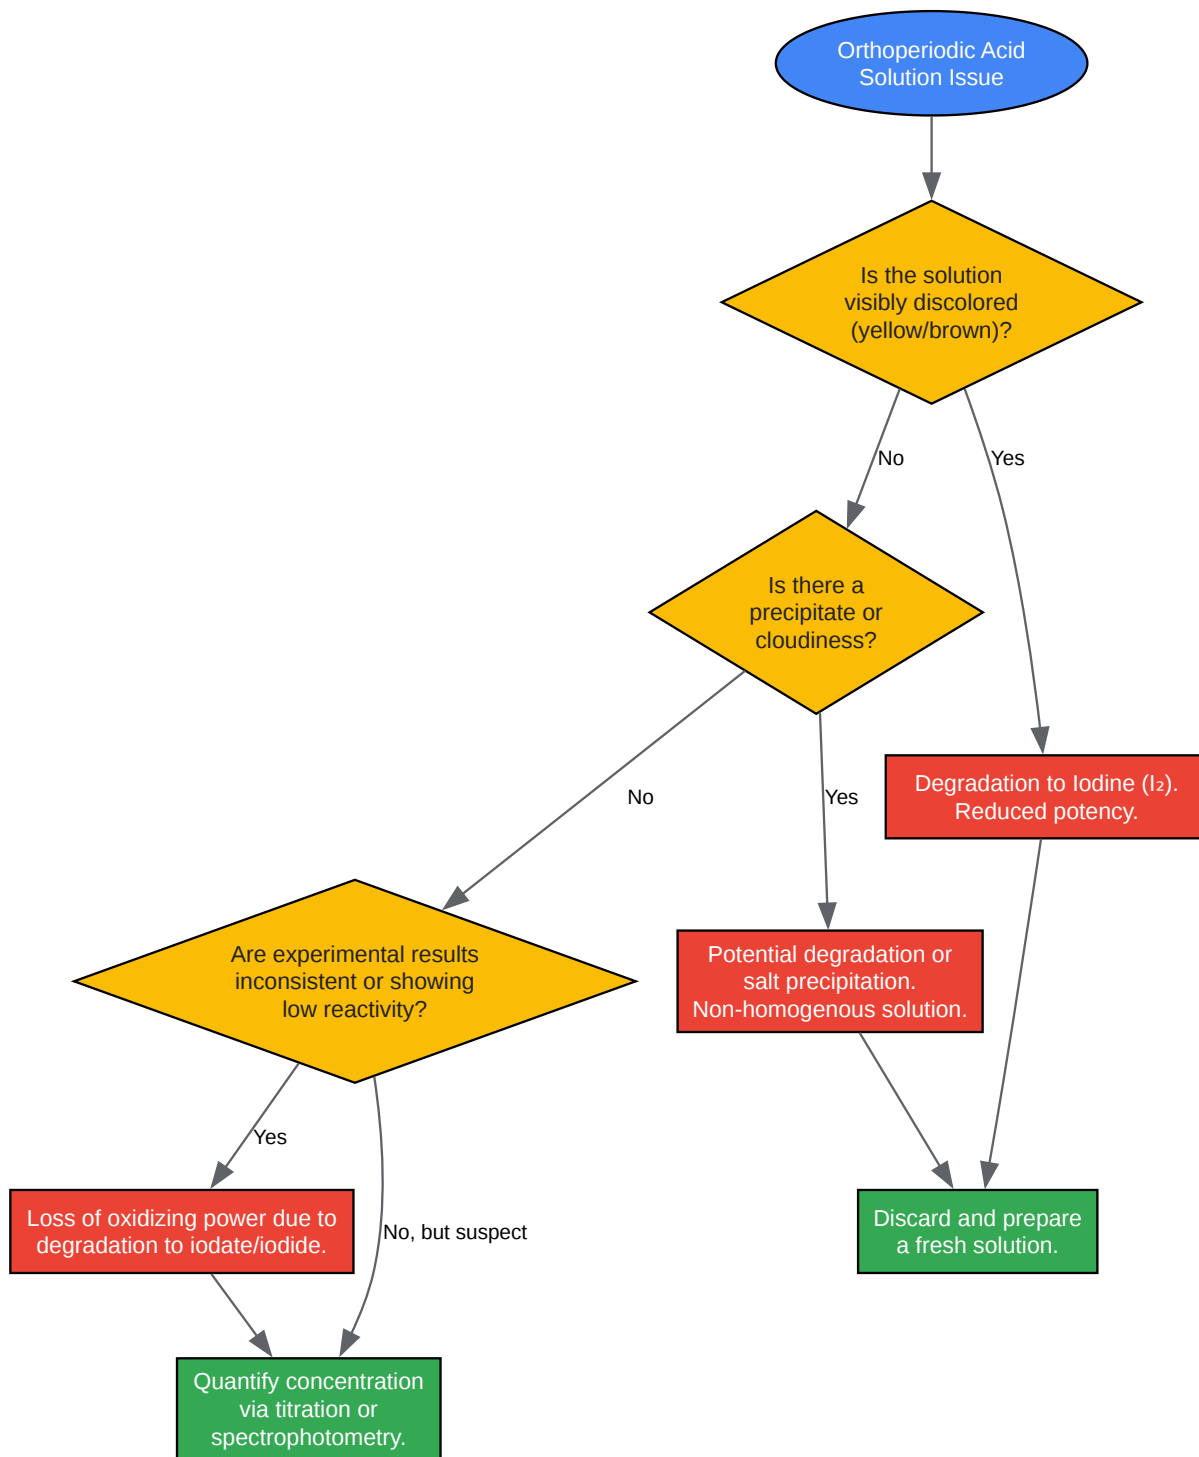 Orthoperiodic Acid
Solution Issue
Is the solution
visibly discolored
(yellow/brown)?
No
Yes
Is there a
precipitate or
cloudiness?
Degradation to Iodine (I₂).
Reduced potency.
No
Yes
Are experimental results
inconsistent or showing
low reactivity?
Potential degradation or
salt precipitation.
Non-homogenous solution.
Yes
No, but suspect
Loss of oxidizing power due to
degradation to iodate/iodide.
Discard and prepare
a fresh solution.
Quantify concentration
via titration or
spectrophotometry.